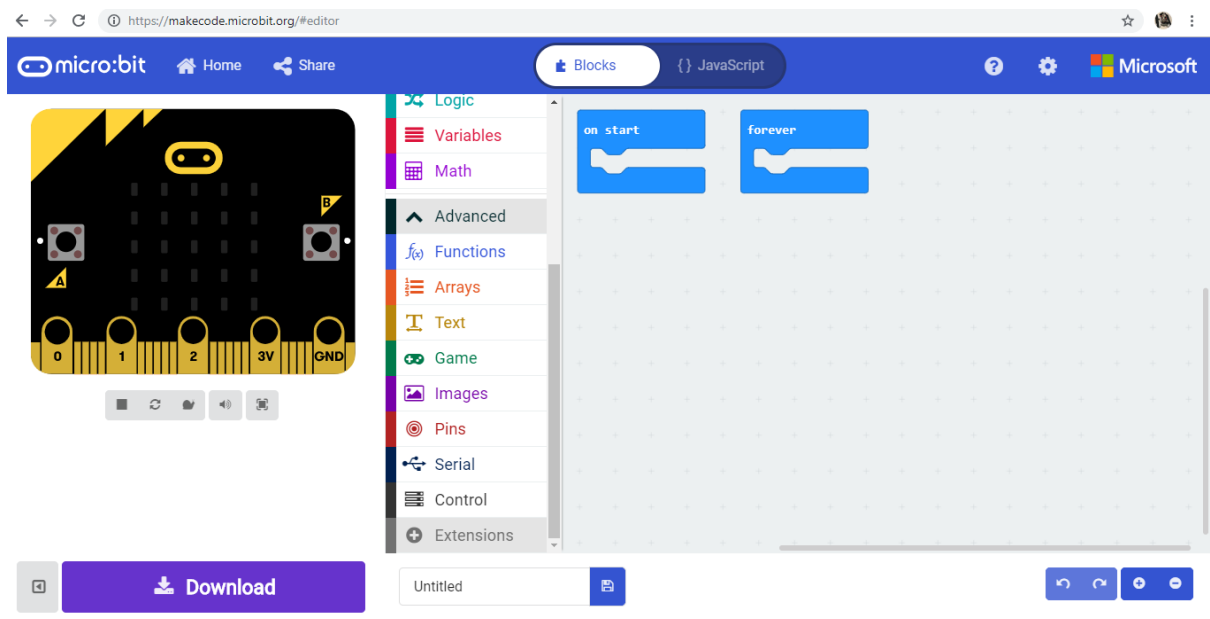 https://makecode.microbit.org/#editor
micro:bit Home Share Blocks {} JavaScript ? Microsoft
Logic
Variables
Math
Advanced
f(x) Functions
Arrays
Text
Game
Images
Pins
Serial
Control
Extensions
on start
forever
B
A
0 1 2 3V GND
Download
Untitled